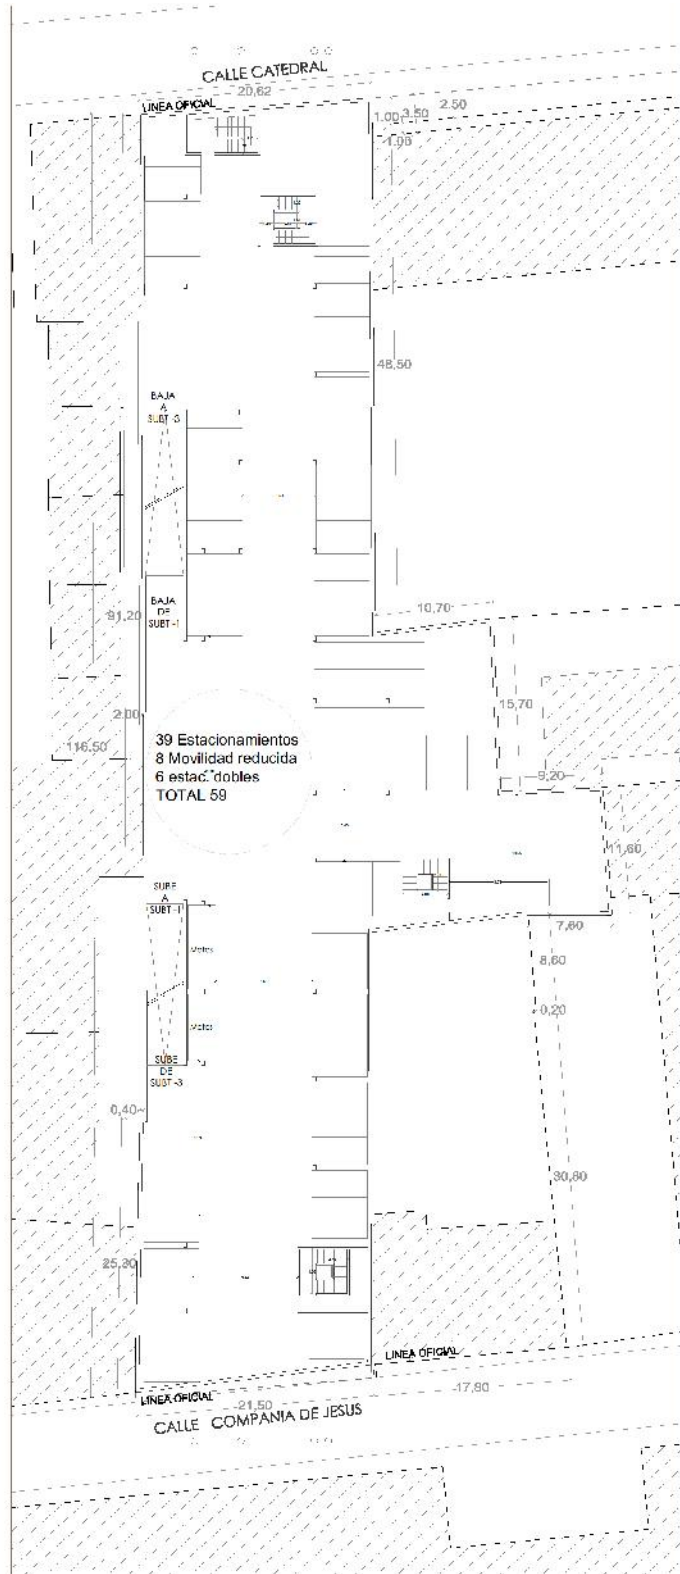 CALLE CATEDRAL
20,62
LINEA OFICIAL
2.50
3.50
1.00
1.00
48,50
BAJA
A
SUBT -3
BAJA
DE
SUBT -1
91,20
10,70
15,70
2.00
116,50
39 Estacionamientos
8 Movilidad reducida
6 estac. dobles
TOTAL 59
9,20
11,60
SUBE
A
SUBT -1
7,60
Motos
8,60
0,20
Motos
SUBE
DE
SUBT -3
0,40
30,80
25,30
LINEA OFICIAL
LINEA OFICIAL
21,50
17,90
CALLE COMPAÑIA DE JESUS